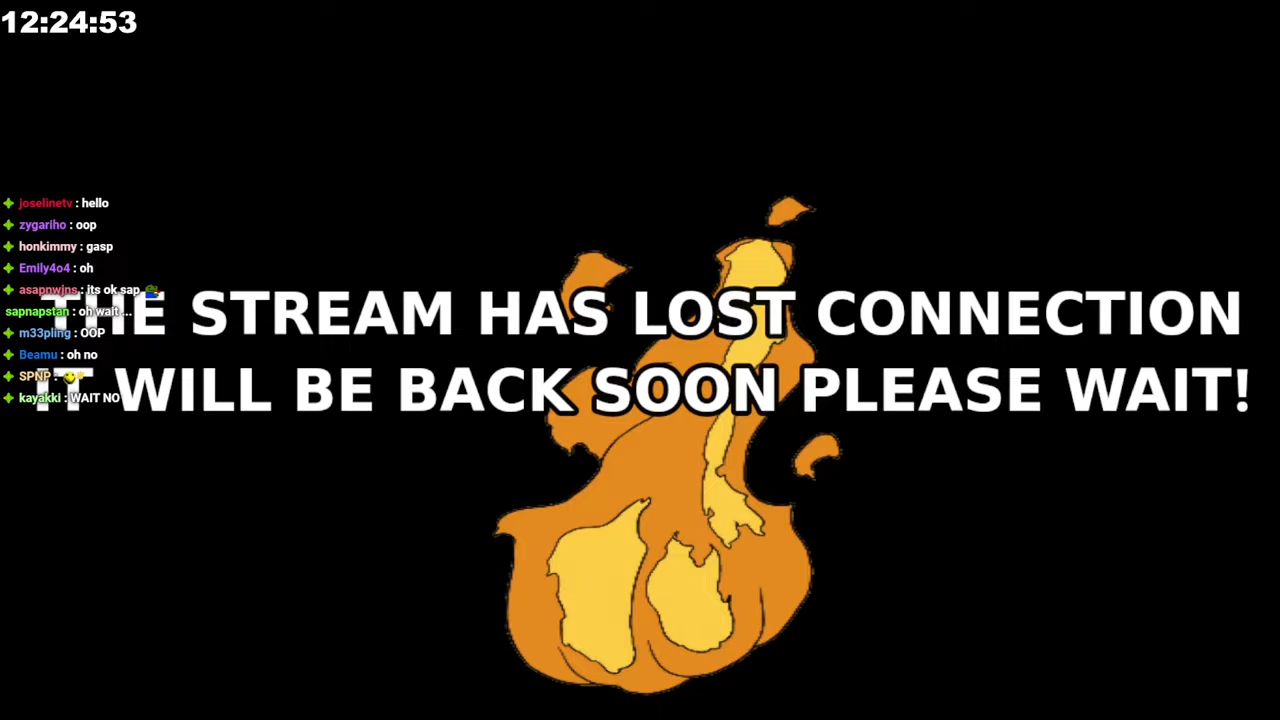 12:24:53
joselinetv : hello
zygariho : oop
honkimmy : gasp
Emily4o4 : oh
asapnwjns : its ok sap
THE STREAM HAS LOST CONNECTION
sapnapstan : oh wait ...
m33pling : OOP
Beamu : oh no
SPNP :
IT WILL BE BACK SOON PLEASE WAIT!
kayakki : WAIT NO